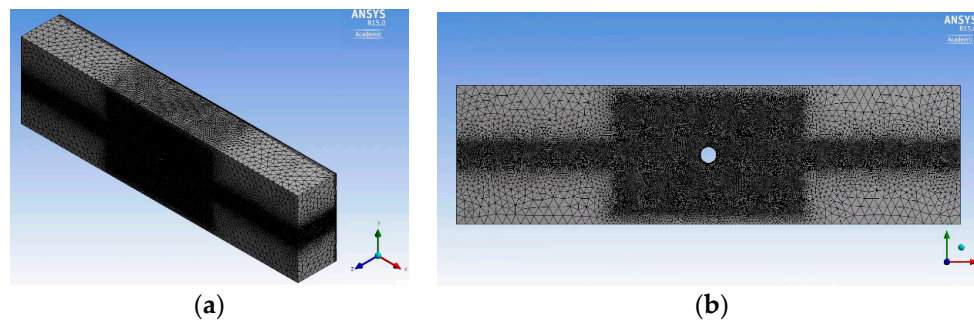 ANSYS
R15.0
Academic
Y
Z
X
(a)
ANSYS
R15.0
Academic
Y
(b)